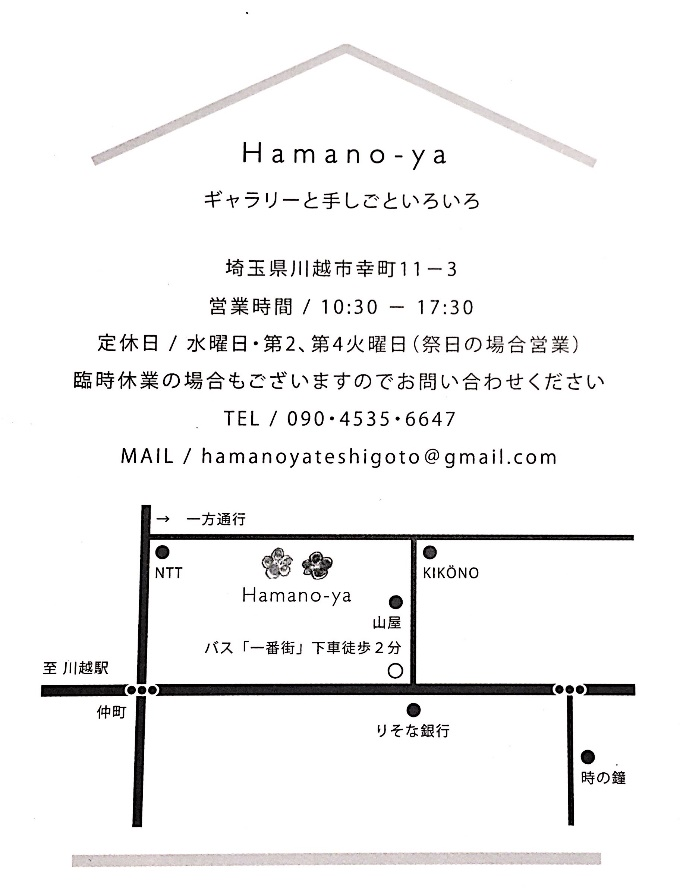 Hamano-ya
ギャラリーと手しごといろいろ
埼玉県川越市幸町11－3
営業時間 / 10:30 － 17:30
定休日 / 水曜日・第2、第4火曜日（祭日の場合営業）
臨時休業の場合もございますのでお問い合わせください
TEL / 090・4535・6647
MAIL / hamanoyateshigoto@gmail.com
→ 一方通行
NTT
KIKÖNO
Hamano-ya
山屋
バス「一番街」下車徒歩２分
至 川越駅
仲町
りそな銀行
時の鐘